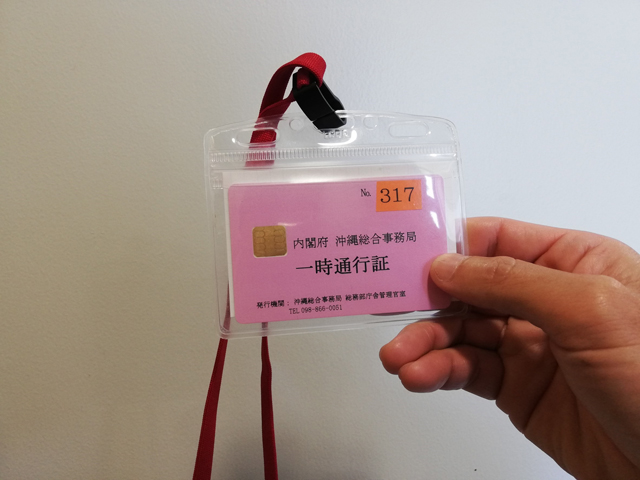 No. 317
内閣府 沖縄総合事務局
一時通行証
発行機関： 沖縄総合事務局 総務部庁舎管理官室
TEL 098-866-0051